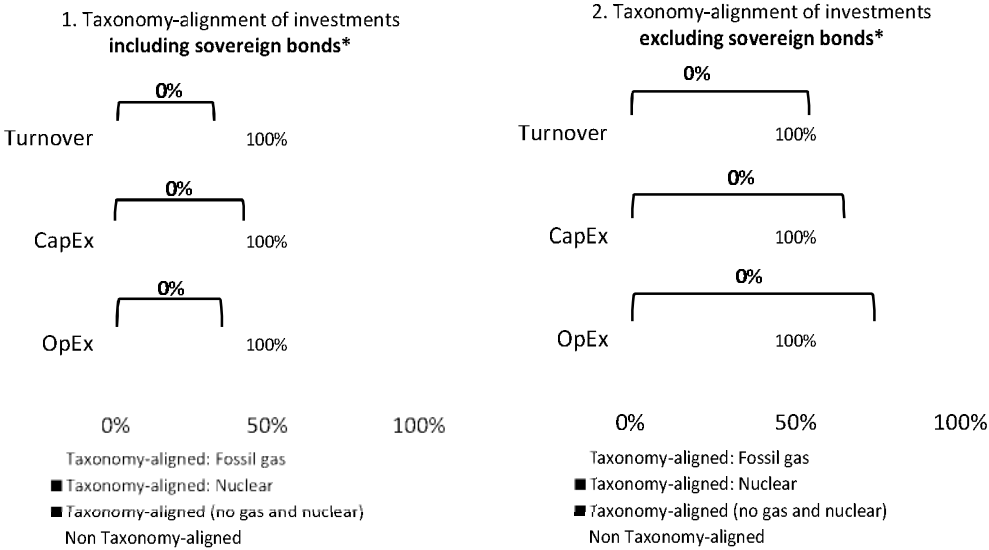 1. Taxonomy-alignment of investments
including sovereign bonds*
0%
Turnover
100%
0%
CapEx
100%
0%
OpEx
100%
0% 50% 100%
Taxonomy-aligned: Fossil gas
Taxonomy-aligned: Nuclear
Taxonomy-aligned (no gas and nuclear)
Non Taxonomy-aligned
2. Taxonomy-alignment of investments
excluding sovereign bonds*
0%
Turnover
100%
0%
CapEx
100%
0%
OpEx
100%
0% 50% 100%
Taxonomy-aligned: Fossil gas
Taxonomy-aligned: Nuclear
Taxonomy-aligned (no gas and nuclear)
Non Taxonomy-aligned